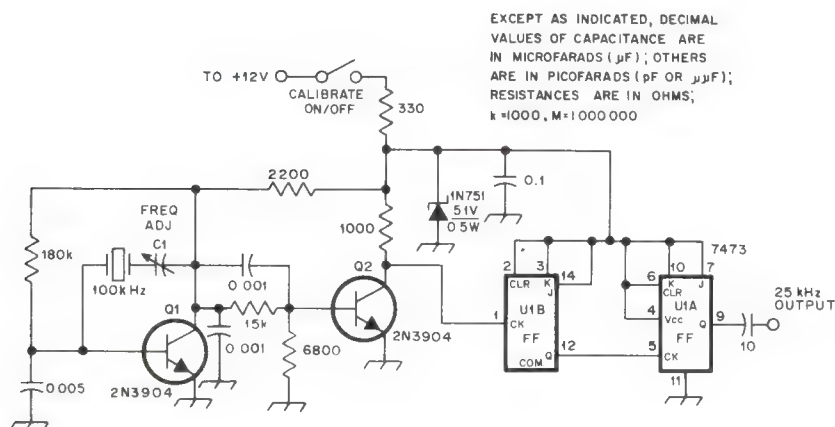 EXCEPT AS INDICATED, DECIMAL
VALUES OF CAPACITANCE ARE
IN MICROFARADS (µF); OTHERS
ARE IN PICOFARADS (pF OR µµF);
RESISTANCES ARE IN OHMS;
k=1000, M=1000000
TO +12V
CALIBRATE
ON/OFF
330
2200
1N751
5.1V
0.5W
0.1
1000
180k
FREQ
ADJ
C1
100kHz
0.001
Q1
15k
Q2
2N3904
0.001
6800
0.005
2N3904
7473
2
3
14
CLR
K
J
U1B
1
CK
FF
12
Q
COM
10
7
6
K
J
CLR
4
Vcc
U1A
Q
9
FF
5
CK
11
10
25 kHz
OUTPUT